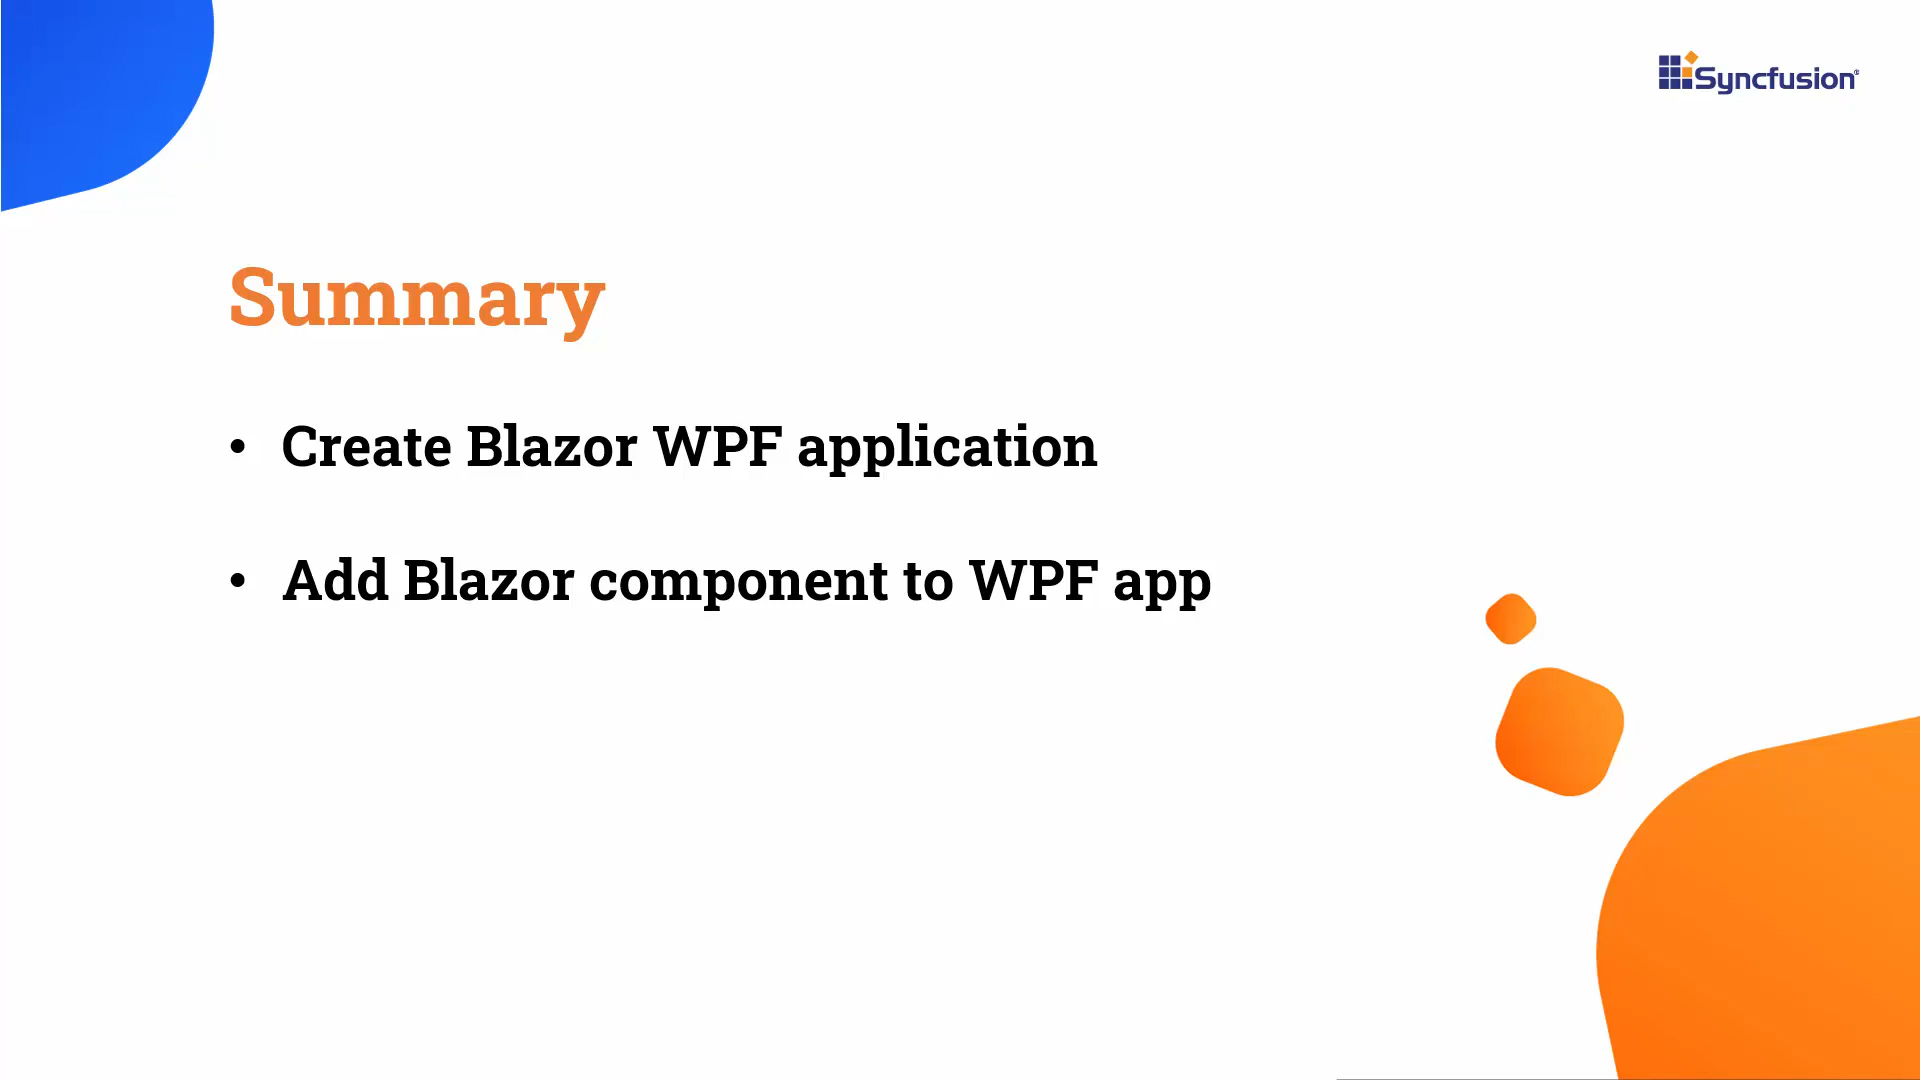 Syncfusion®
Summary
• Create Blazor WPF application
• Add Blazor component to WPF app